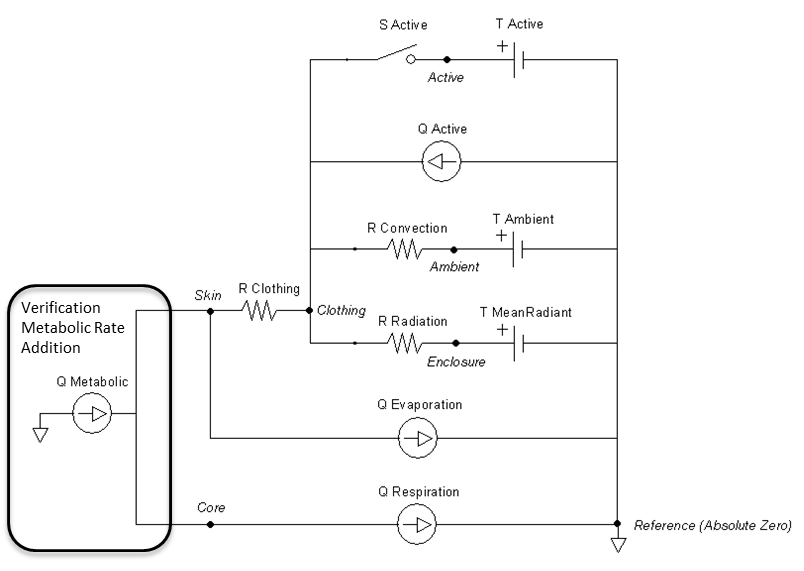 S Active
T Active
+
Active
Q Active
R Convection
T Ambient
+
Ambient
Skin
R Clothing
Clothing
R Radiation
T MeanRadiant
+
Enclosure
Verification
Metabolic Rate
Addition
Q Metabolic
Q Evaporation
Core
Q Respiration
Reference (Absolute Zero)